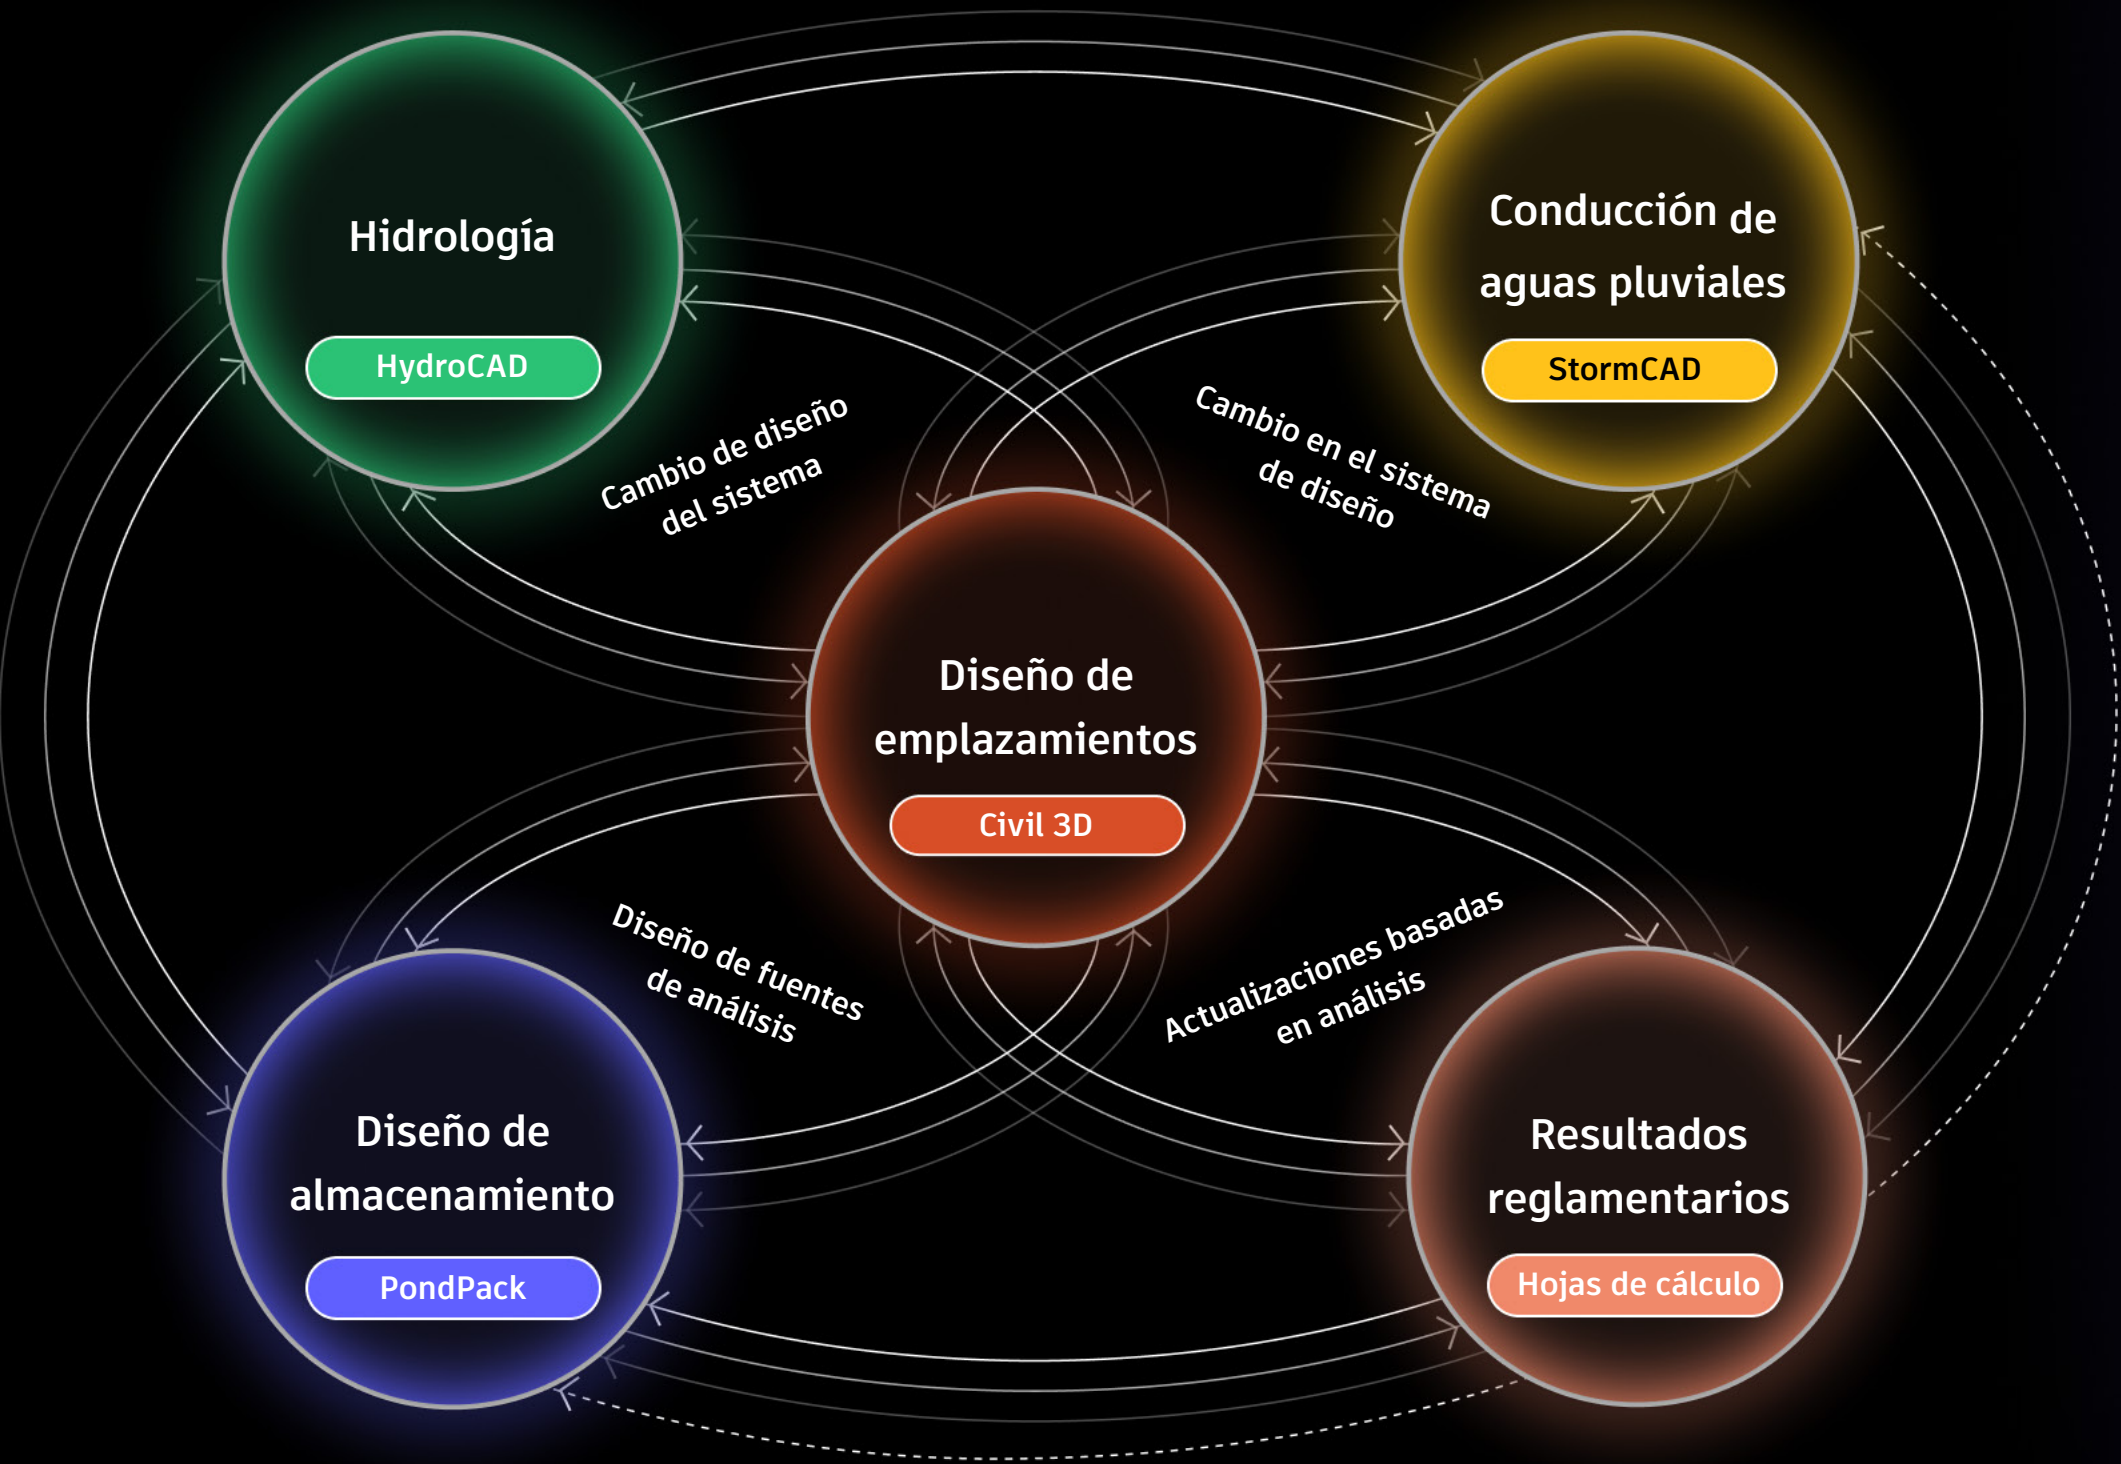 Hidrología
HydroCAD
Conducción de
aguas pluviales
StormCAD
Cambio de diseño
del sistema
Cambio en el sistema
de diseño
Diseño de
emplazamientos
Civil 3D
Diseño de fuentes
de análisis
Actualizaciones basadas
en análisis
Diseño de
almacenamiento
PondPack
Resultados
reglamentarios
Hojas de cálculo